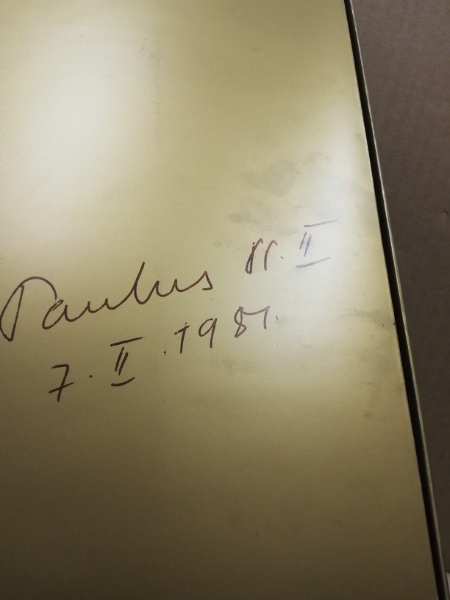 Paulus PP. II
7. II. 1981.